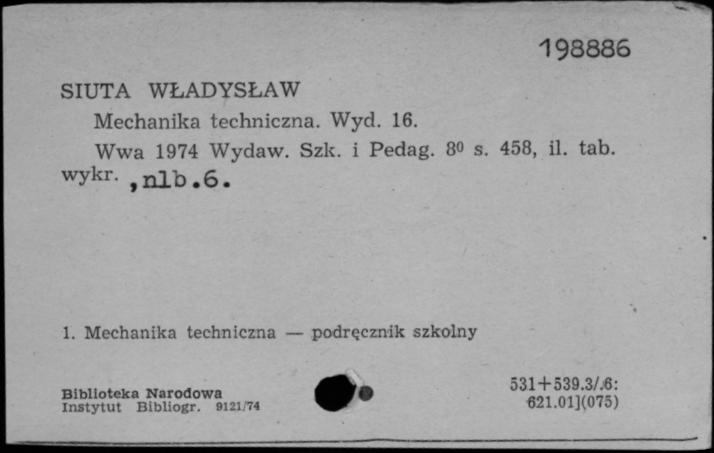 198886
SIUTA WŁADYSŁAW
Mechanika techniczna. Wyd. 16.
Wwa 1974 Wydaw. Szk. i Pedag. 8⁰ s. 458, il. tab.
wykr. ,nlb.6.
1. Mechanika techniczna — podręcznik szkolny
Biblioteka Narodowa
Instytut Bibliogr. 9121/74
531+539.3/.6:
621.01](075)